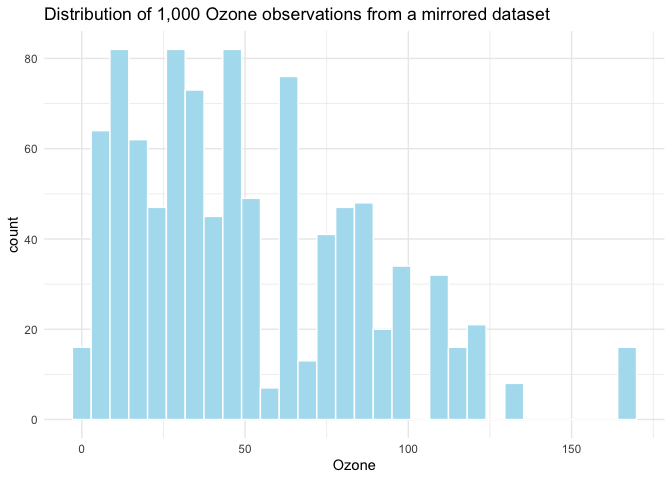 Distribution of 1,000 Ozone observations from a mirrored dataset
80
60
40
20
0
count
0 50 100 150
Ozone